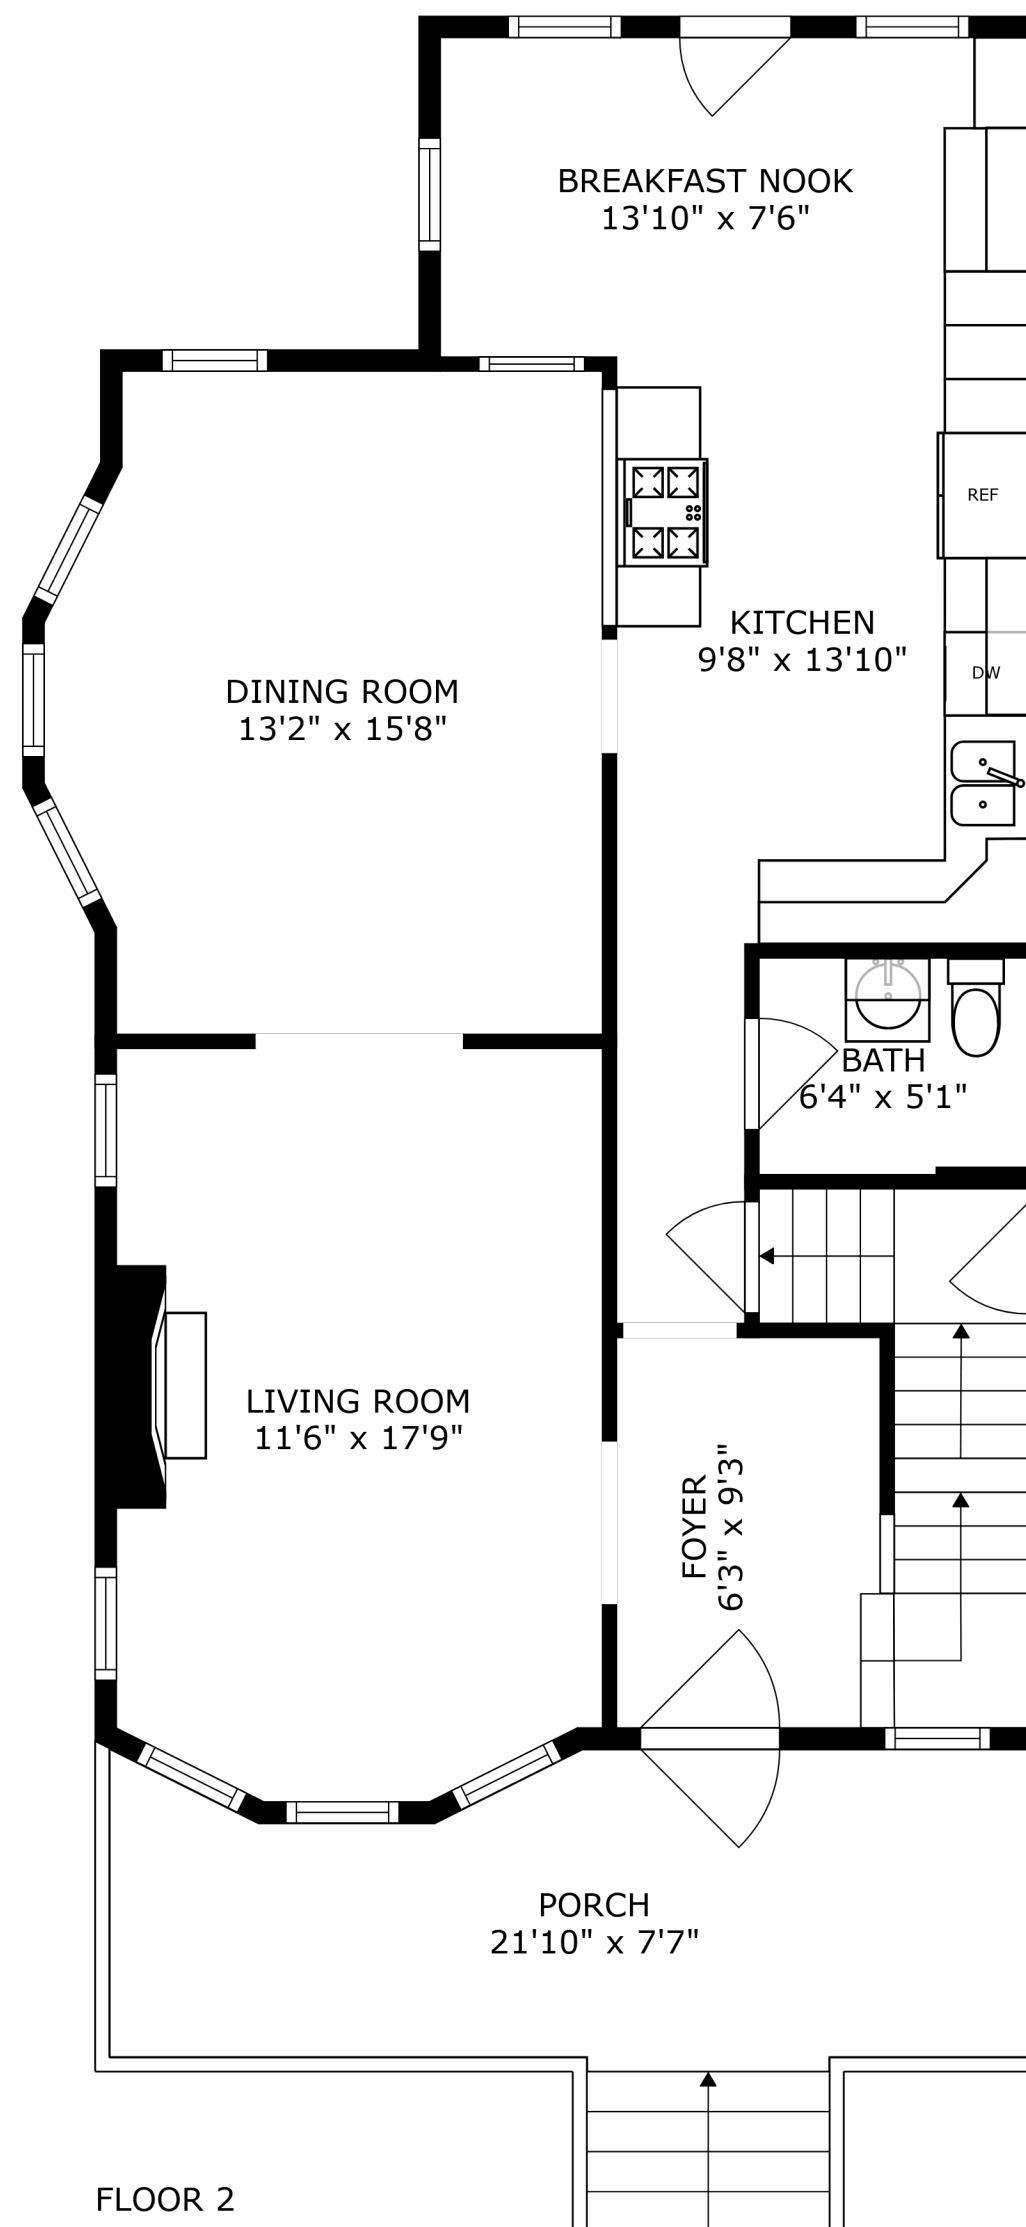 BREAKFAST NOOK
13'10" x 7'6"
REF
KITCHEN
9'8" x 13'10"
DW
DINING ROOM
13'2" x 15'8"
BATH
6'4" x 5'1"
LIVING ROOM
11'6" x 17'9"
FOYER
6'3" x 9'3"
PORCH
21'10" x 7'7"
FLOOR 2